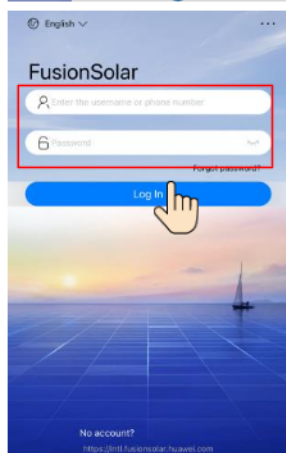 English
...
FusionSolar
Enter the username or phone number
Password
Forgot password?
Log In
No account?
https://intl.fusionsolar.huawei.com